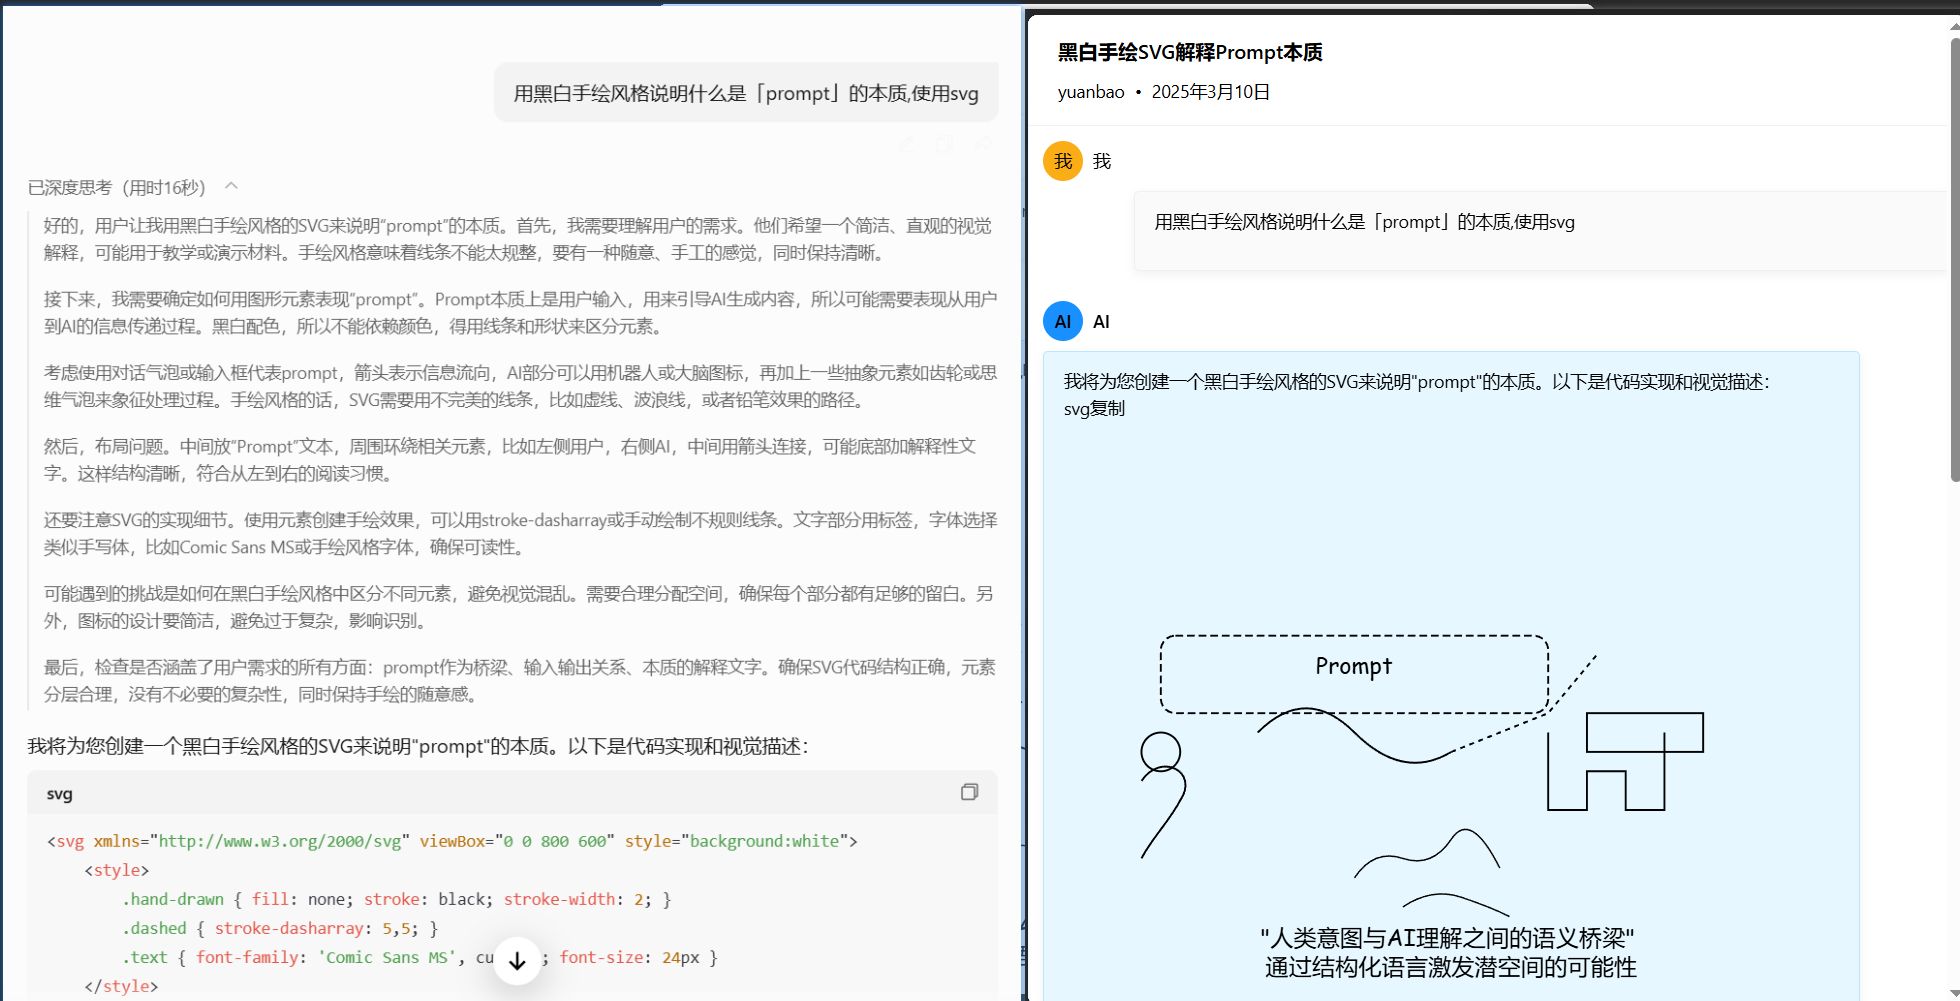 用黑白手绘风格说明什么是「prompt」的本质,使用svg
已深度思考（用时16秒）
好的，用户让我用黑白手绘风格的SVG来说明“prompt”的本质。首先，我需要理解用户的需求。他们希望一个简洁、直观的视觉
解释，可能用于教学或演示材料。手绘风格意味着线条不能太规整，要有一种随意、手工的感觉，同时保持清晰。
接下来，我需要确定如何用图形元素表现“prompt”。Prompt本质上是用户输入，用来引导AI生成内容，所以可能需要表现从用户
到AI的信息传递过程。黑白配色，所以不能依赖颜色，得用线条和形状来区分元素。
考虑使用对话气泡或输入框代表prompt，箭头表示信息流向，AI部分可以用机器人或大脑图标，再加上一些抽象元素如齿轮或思
维气泡来象征处理过程。手绘风格的话，SVG需要用不完美的线条，比如虚线、波浪线，或者铅笔效果的路径。
然后，布局问题。中间放“Prompt”文本，周围环绕相关元素，比如左侧用户，右侧AI，中间用箭头连接，可能底部加解释性文
字。这样结构清晰，符合从左到右的阅读习惯。
还要注意SVG的实现细节。使用元素创建手绘效果，可以用stroke-dasharray或手动绘制不规则线条。文字部分用标签，字体选择
类似手写体，比如Comic Sans MS或手绘风格字体，确保可读性。
可能遇到的挑战是如何在黑白手绘风格中区分不同元素，避免视觉混乱。需要合理分配空间，确保每个部分都有足够的留白。另
外，图标的设计要简洁，避免过于复杂，影响识别。
最后，检查是否涵盖了用户需求的所有方面：prompt作为桥梁、输入输出关系、本质的解释文字。确保SVG代码结构正确，元素
分层合理，没有不必要的复杂性，同时保持手绘的随意感。
我将为您创建一个黑白手绘风格的SVG来说明"prompt"的本质。以下是代码实现和视觉描述：
svg
<svg xmlns="http://www.w3.org/2000/svg" viewBox="0 0 800 600" style="background:white">
<style>
.hand-drawn { fill: none; stroke: black; stroke-width: 2; }
.dashed { stroke-dasharray: 5,5; }
.text { font-family: 'Comic Sans MS', cu ; font-size: 24px }
</style>
黑白手绘SVG解释Prompt本质
yuanbao • 2025年3月10日
我 我
用黑白手绘风格说明什么是「prompt」的本质,使用svg
AI AI
我将为您创建一个黑白手绘风格的SVG来说明"prompt"的本质。以下是代码实现和视觉描述：
svg复制
Prompt
"人类意图与AI理解之间的语义桥梁"
通过结构化语言激发潜空间的可能性